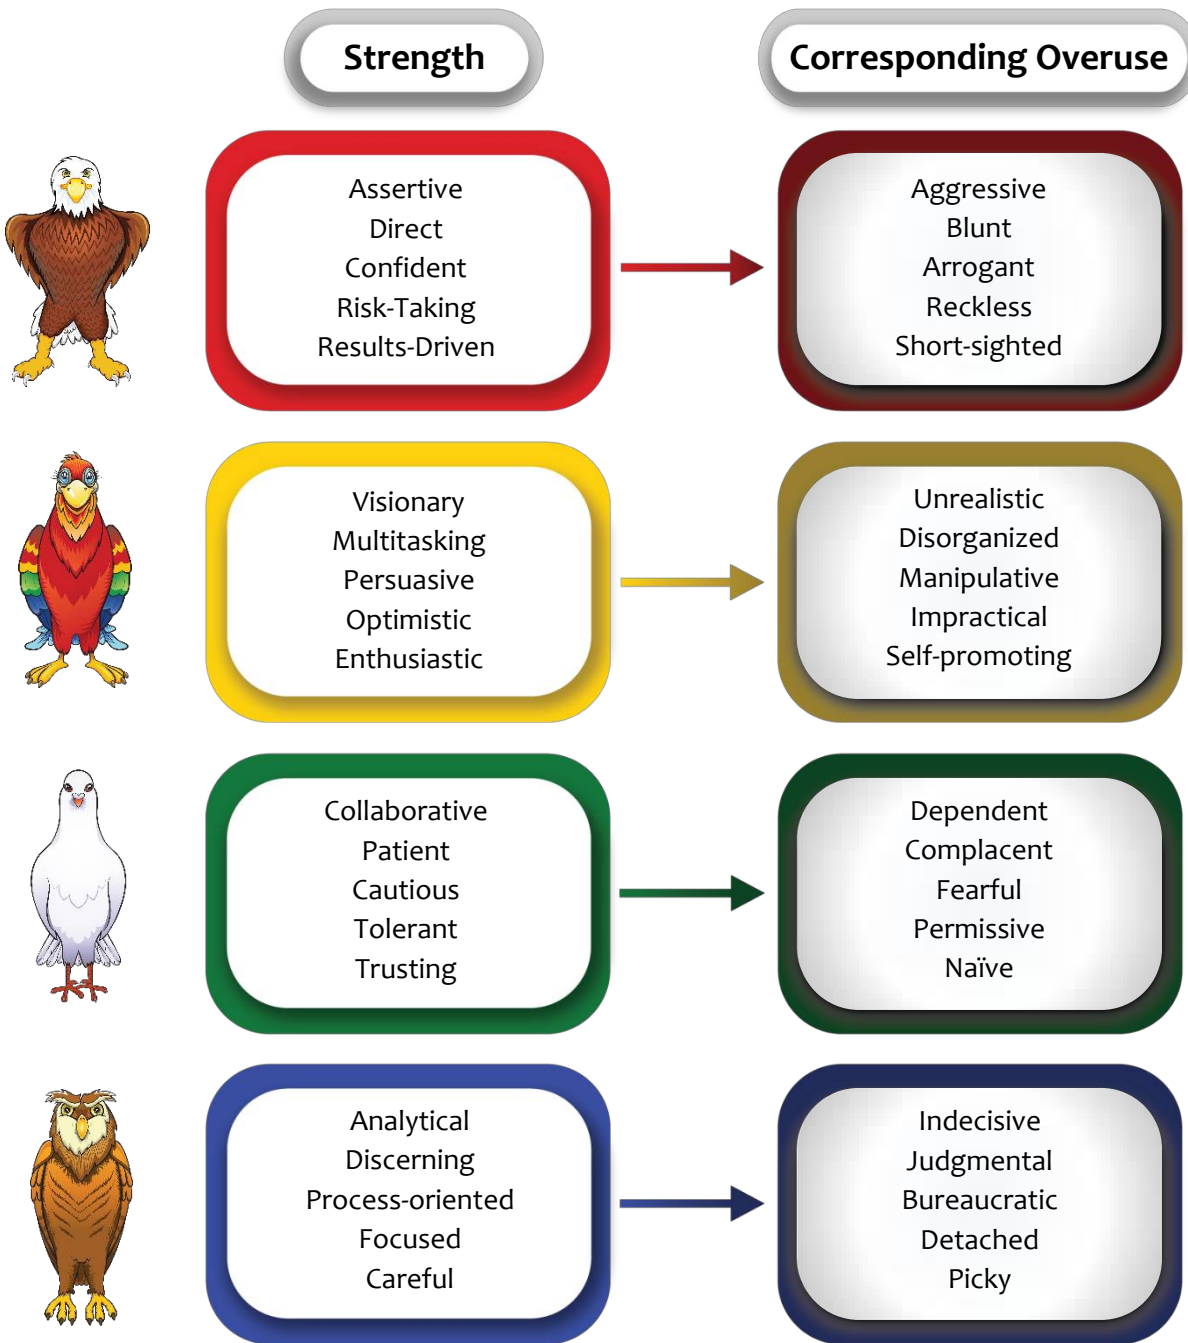 Strength
Corresponding Overuse
Assertive
Direct
Confident
Risk-Taking
Results-Driven
Aggressive
Blunt
Arrogant
Reckless
Short-sighted
Visionary
Multitasking
Persuasive
Optimistic
Enthusiastic
Unrealistic
Disorganized
Manipulative
Impractical
Self-promoting
Collaborative
Patient
Cautious
Tolerant
Trusting
Dependent
Complacent
Fearful
Permissive
Naïve
Analytical
Discerning
Process-oriented
Focused
Careful
Indecisive
Judgmental
Bureaucratic
Detached
Picky